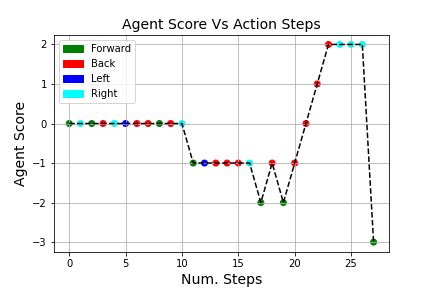 Agent Score Vs Action Steps
Forward
Back
Left
Right
2
1
0
−1
−2
−3
Agent Score
0 5 10 15 20 25
Num. Steps